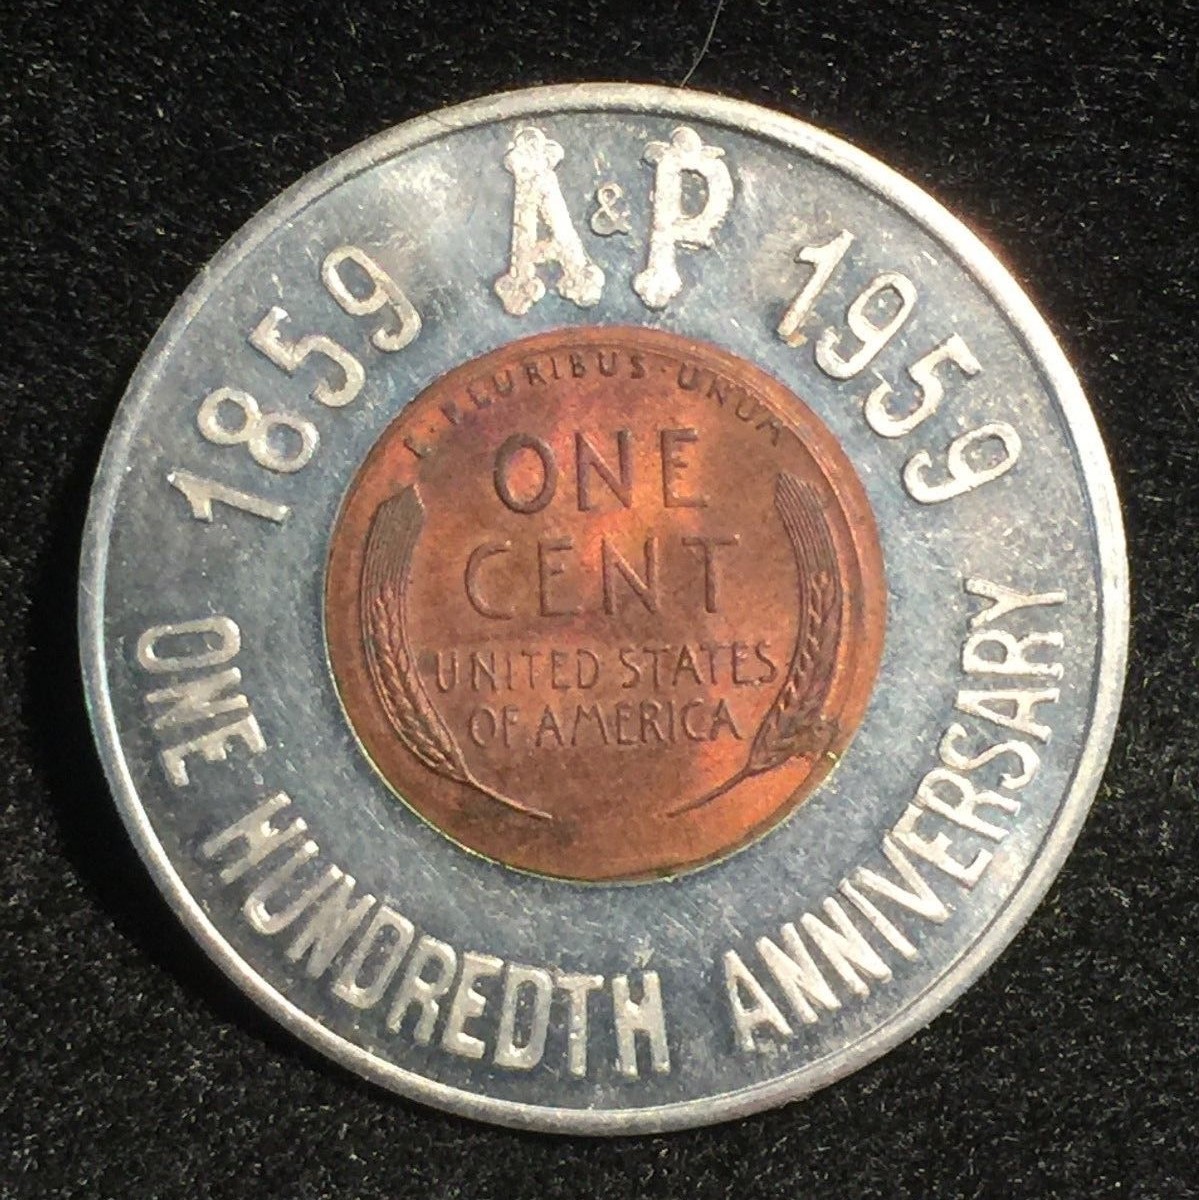 1859 A & P 1959
ONE HUNDREDTH ANNIVERSARY
E·PLURIBUS·UNUM
ONE
CENT
UNITED STATES
OF AMERICA